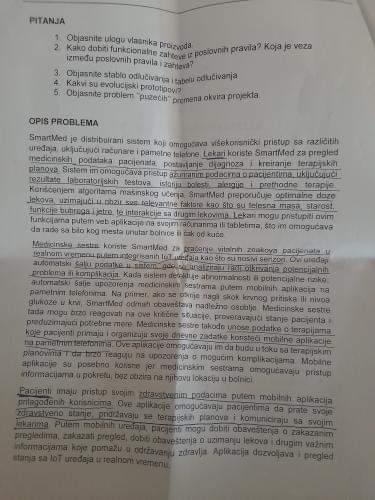 PITANJA
1. Objasnite ulogu vlasnika proizvoda.
2. Kako dobiti funkcionalne zahteve iz poslovnih pravila? Koja je veza
između poslovnih pravila i zahteva?
3. Objasnite stablo odlučivanja i tabelu odlučivanja
4. Kakvi su evolucijski prototipovi?
5. Objasnite problem "puzećih" promena okvira projekta.
OPIS PROBLEMA
SmartMed je distribuirani sistem koji omogućava višekorisnički pristup sa različitih
uređaja, uključujući računare i pametne telefone. Lekari koriste SmartMed za pregled
medicinskih podataka pacijenata, postavljanje dijagnoza i kreiranje terapijskih
planova. Sistem im omogućava pristup ažuriranim podacima o pacijentima, uključujući
rezultate laboratorijskih testova, istoriju bolesti, alergije i prethodne terapije.
Korišćenjem algoritama mašinskog učenja, SmartMed preporučuje optimalne doze
lekova, uzimajući u obzir sve relevantne faktore kao što su telesna masa, starost,
funkcije bubrega i jetre, te interakcije sa drugim lekovima. Lekari mogu pristupiti ovim
funkcijama putem veb aplikacije na svojim računarima ili tabletima, što im omogućava
da rade sa bilo kog mesta unutar bolnice ili čak od kuće.
Medicinske sestre koriste SmartMed za praćenje vitalnih znakova pacijenata u
realnom vremenu putem integrisanih IoT uređaja kao što su nosivi senzori. Ovi uređaji
automatski šalju podatke u sistem, gde se analiziraju radi otkrivanja potencijalnih
problema ili komplikacija. Kada sistem detektuje abnormalnosti ili potencijalne rizike,
automatski šalje upozorenja medicinskim sestrama putem mobilnih aplikacija na
pametnim telefonima. Na primer, ako se otkrije nagli skok krvnog pritiska ili nivoa
glukoze u krvi, SmartMed odmah obaveštava nadležno osoblje. Medicinske sestre
tada mogu brzo reagovati na ove kritične situacije, proveravajući stanje pacijenta i
preduzimajući potrebne mere. Medicinske sestre takođe unose podatke o terapijama
koje pacijenti primaju i organizuju svoje dnevne zadatke koristeći mobilne aplikacije
na pametnim telefonima. Ove aplikacije omogućavaju im da budu u toku sa terapijskim
planovima i da brzo reaguju na upozorenja o mogućim komplikacijama. Mobilne
aplikacije su posebno korisne jer medicinskim sestrama omogućavaju pristup
informacijama u pokretu, bez obzira na njihovu lokaciju u bolnici.
Pacijenti imaju pristup svojim zdravstvenim podacima putem mobilnih aplikacija
prilagođenih korisnicima. Ove aplikacije omogućavaju pacijentima da prate svoje
zdravstveno stanje, pridržavaju se terapijskih planova i komuniciraju sa svojim
lekarima. Putem mobilnih uređaja, pacijenti mogu dobiti obaveštenja o zakazanim
pregledima, zakazati pregled, dobiti obaveštenja o uzimanju lekova i drugim važnim
informacijama koje pomažu u održavanju zdravlja. Aplikacija dozvoljava i pregled
stanja sa IoT uređaja u realnom vremenu.